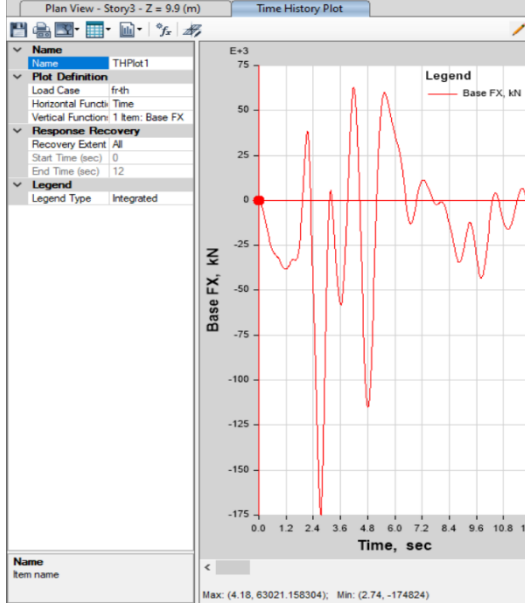 Plan View - Story3 - Z = 9.9 (m)
Time History Plot
Name
Name THPlot1
Plot Definition
Load Case fr-th
Horizontal Functi Time
Vertical Function: 1 Item: Base FX
Response Recovery
Recovery Extent All
Start Time (sec) 0
End Time (sec) 12
Legend
Legend Type Integrated
Name
Item name
E+3
75
50
25
0
-25
-50
-75
-100
-125
-150
-175
Base FX, kN
Legend
Base FX, kN
0.0 1.2 2.4 3.6 4.8 6.0 7.2 8.4 9.6 10.8 1
Time, sec
<
Max: (4.18, 63021.158304); Min: (2.74, -174824)